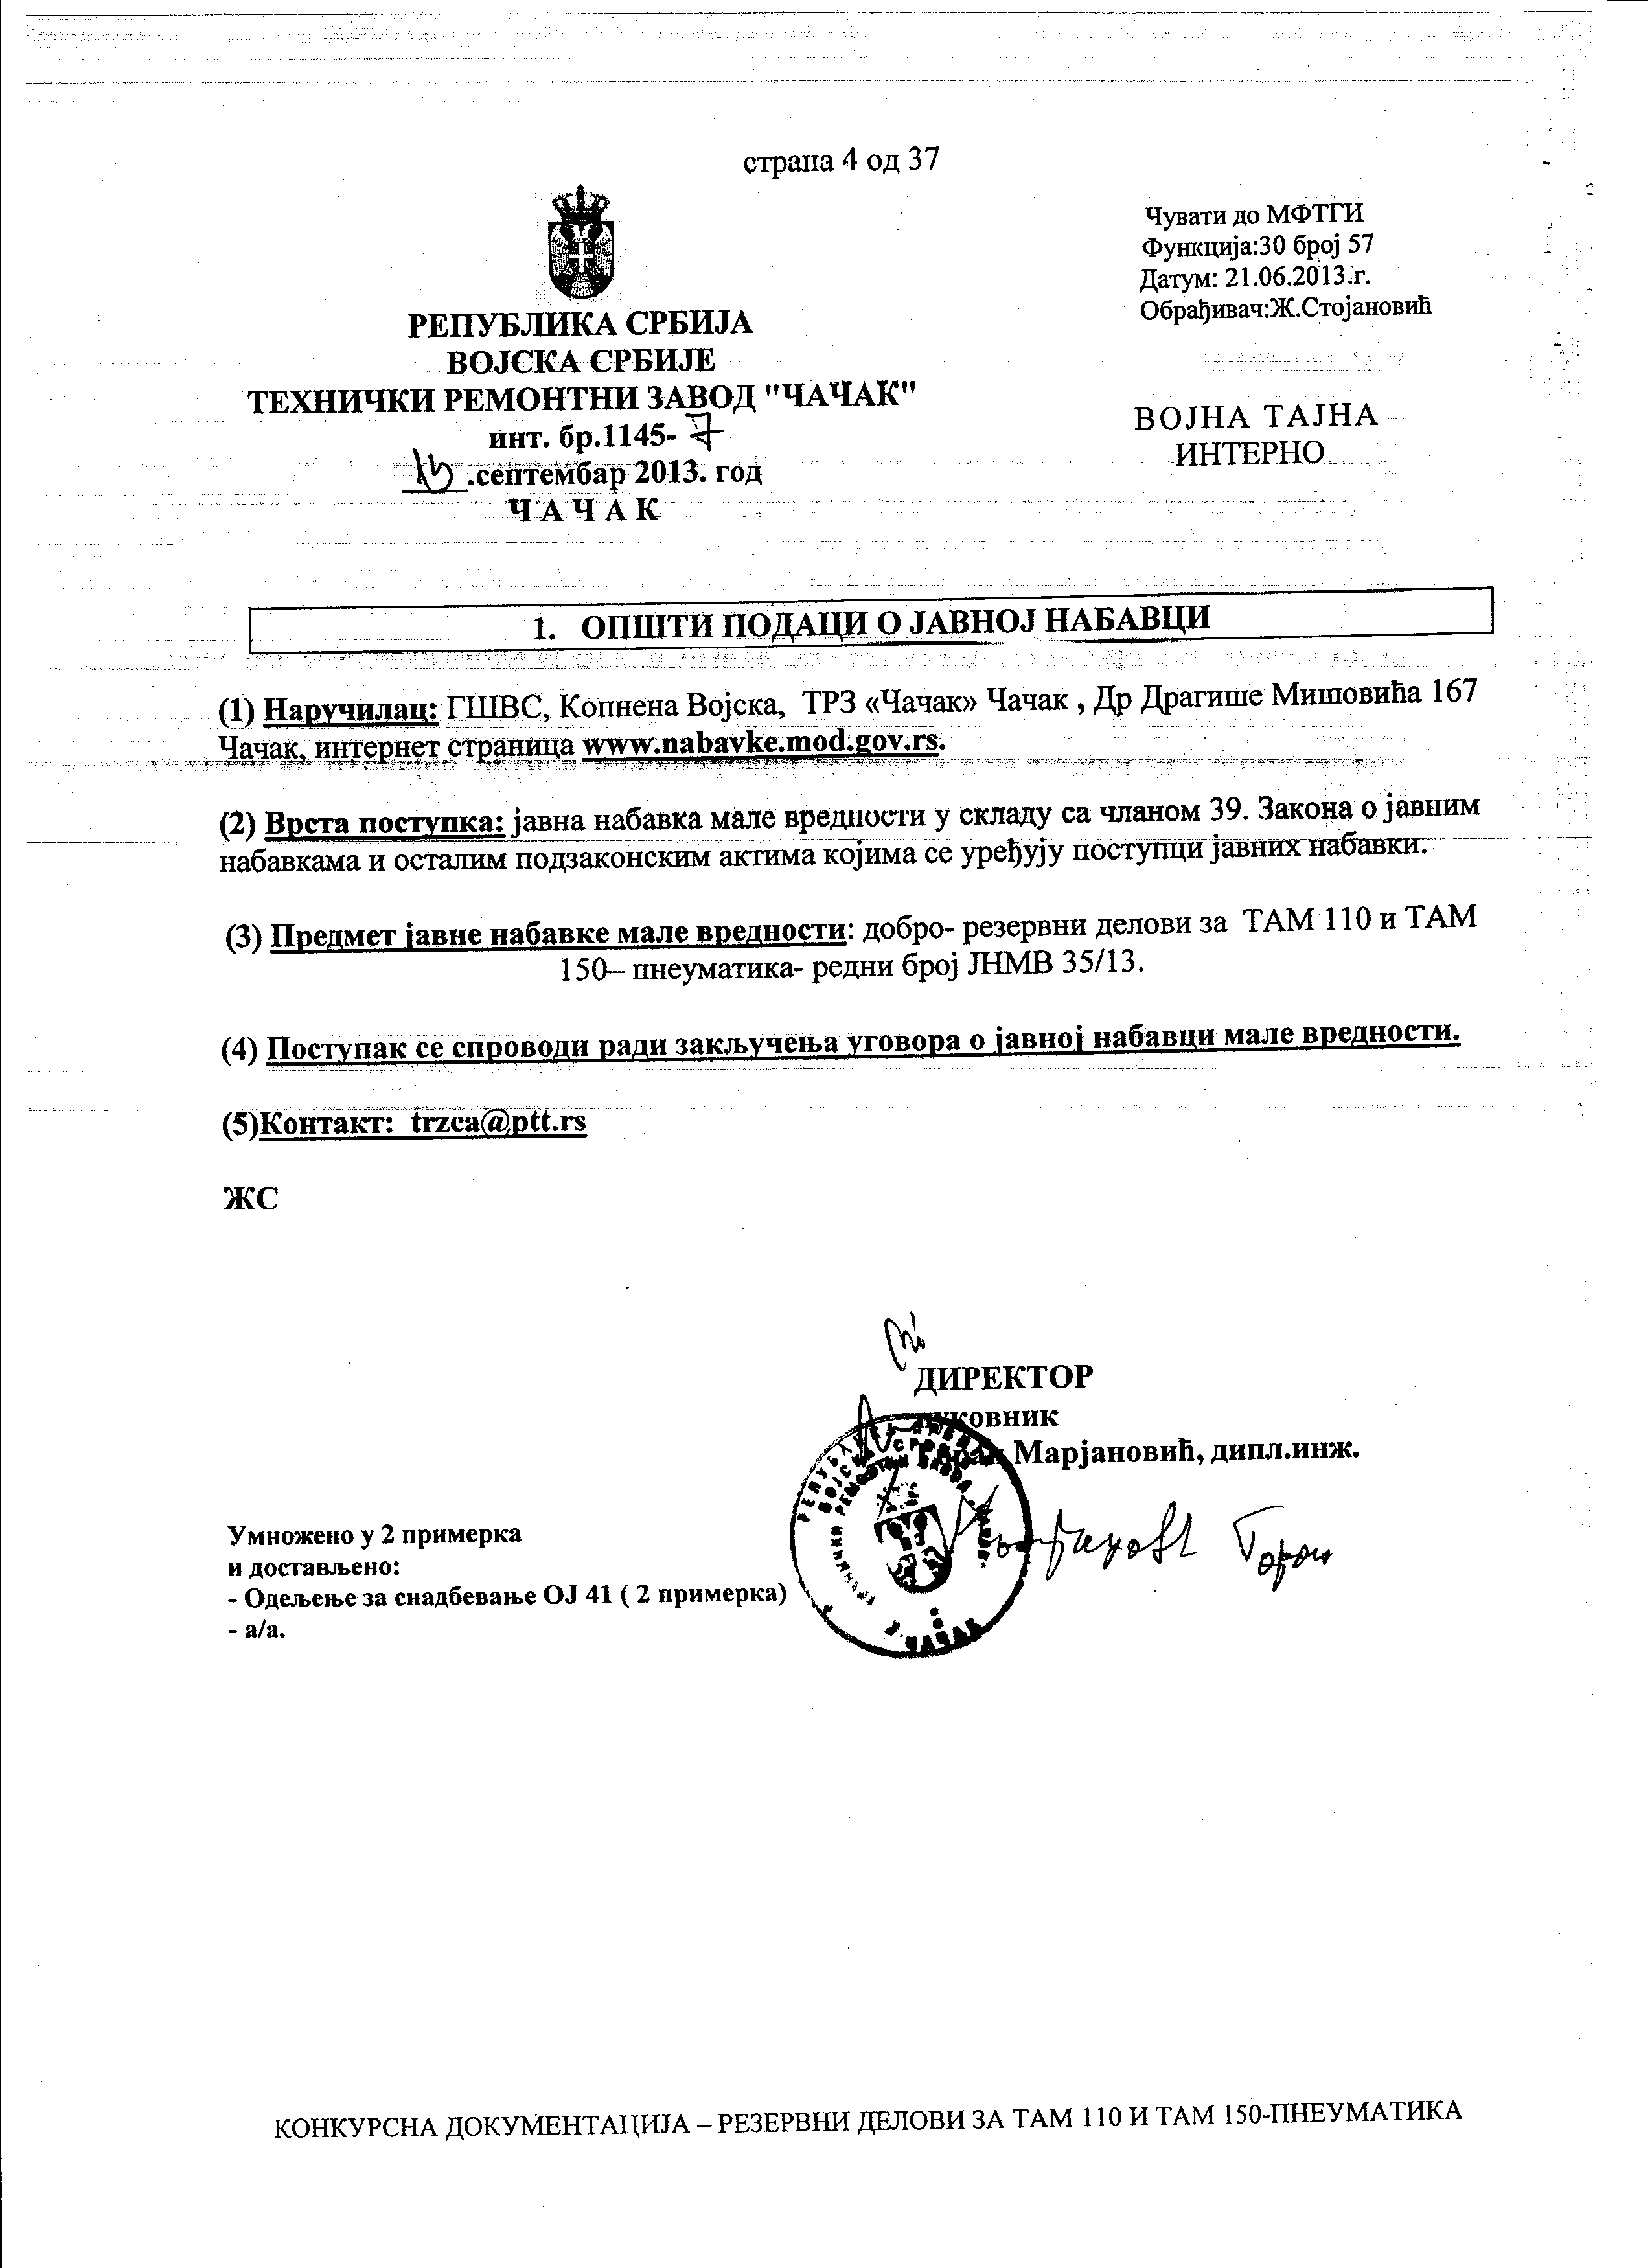 страна 4 од 37
Чувати до МФТГИ
Функција:30 број 57
Датум: 21.06.2013.г.
Обрађивач:Ж.Стојановић
РЕПУБЛИКА СРБИЈА
ВОЈСКА СРБИЈЕ
ТЕХНИЧКИ РЕМОНТНИ ЗАВОД "ЧАЧАК"
инт. бр.1145-7
.септембар 2013. год
Ч А Ч А К
ВОЈНА ТАЈНА
ИНТЕРНО
1. ОПШТИ ПОДАЦИ О ЈАВНОЈ НАБАВЦИ
(1) Наручилац: ГШВС, Копнена Војска, ТРЗ «Чачак» Чачак , Др Драгише Мишовића 167
Чачак, интернет страница www.nabavke.mod.gov.rs.
(2) Врста поступка: јавна набавка мале вредности у складу са чланом 39. Закона о јавним
набавкама и осталим подзаконским актима којима се уређују поступци јавних набавки.
(3) Предмет јавне набавке мале вредности: добро- резервни делови за ТАМ 110 и ТАМ
150– пнеуматика- редни број ЈНМВ 35/13.
(4) Поступак се спроводи ради закључења уговора о јавној набавци мале вредности.
(5)Контакт: trzca@ptt.rs
ЖС
ДИРЕКТОР
пуковник
Марјановић, дипл.инж.
Умножено у 2 примерка
и достављено:
- Одељење за снадбевање ОЈ 41 ( 2 примерка)
- а/а.
ЧАЧАК
КОНКУРСНА ДОКУМЕНТАЦИЈА – РЕЗЕРВНИ ДЕЛОВИ ЗА ТАМ 110 И ТАМ 150-ПНЕУМАТИКА